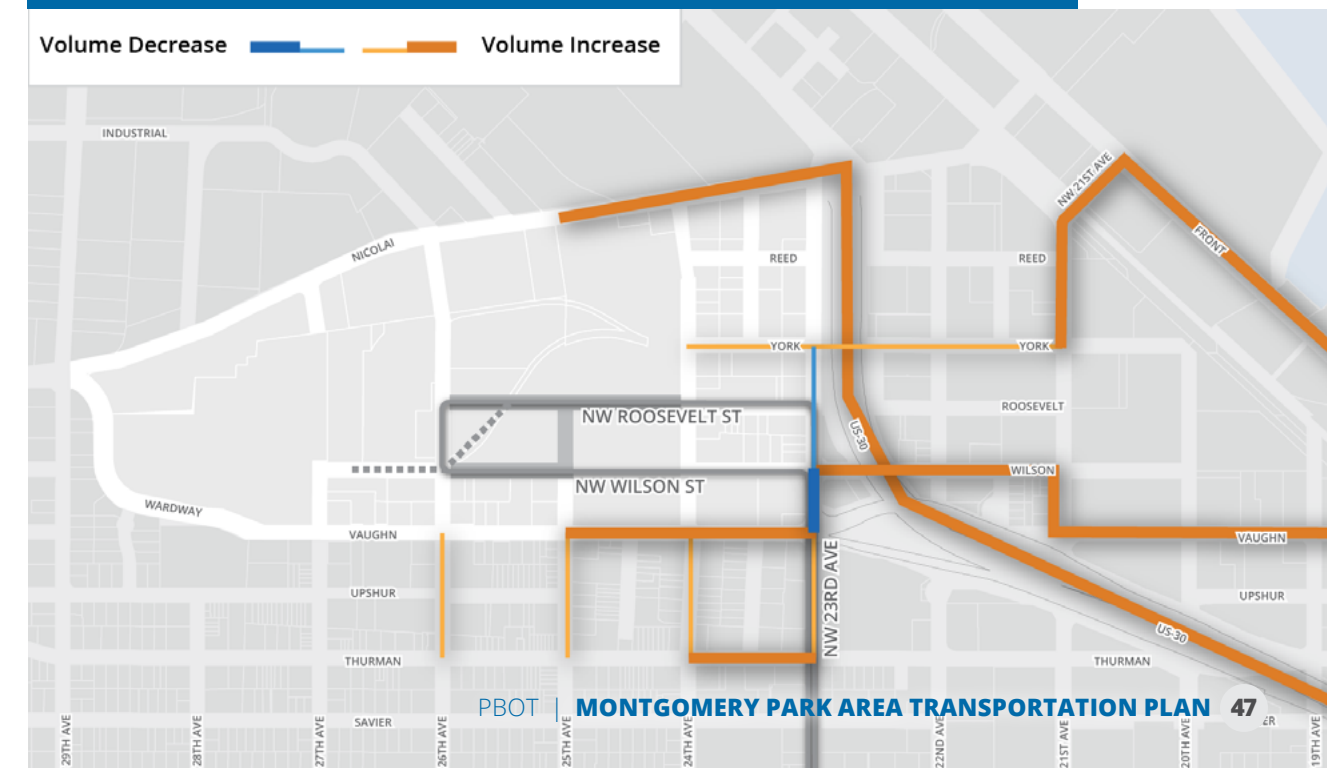 Volume Decrease
Volume Increase
INDUSTRIAL
NW 21ST AVE
NICOLAI
FRONT
REED
REED
YORK
YORK
ROOSEVELT
NW ROOSEVELT ST
US-30
WILSON
NW WILSON ST
WARDWAY
VAUGHN
VAUGHN
UPSHUR
UPSHUR
NW 23RD AVE
US-30
THURMAN
THURMAN
PBOT | MONTGOMERY PARK AREA TRANSPORTATION PLAN 47
SAVIER
ER
29TH AVE
28TH AVE
27TH AVE
26TH AVE
25TH AVE
24TH AVE
22ND AVE
21ST AVE
20TH AVE
19TH AVE